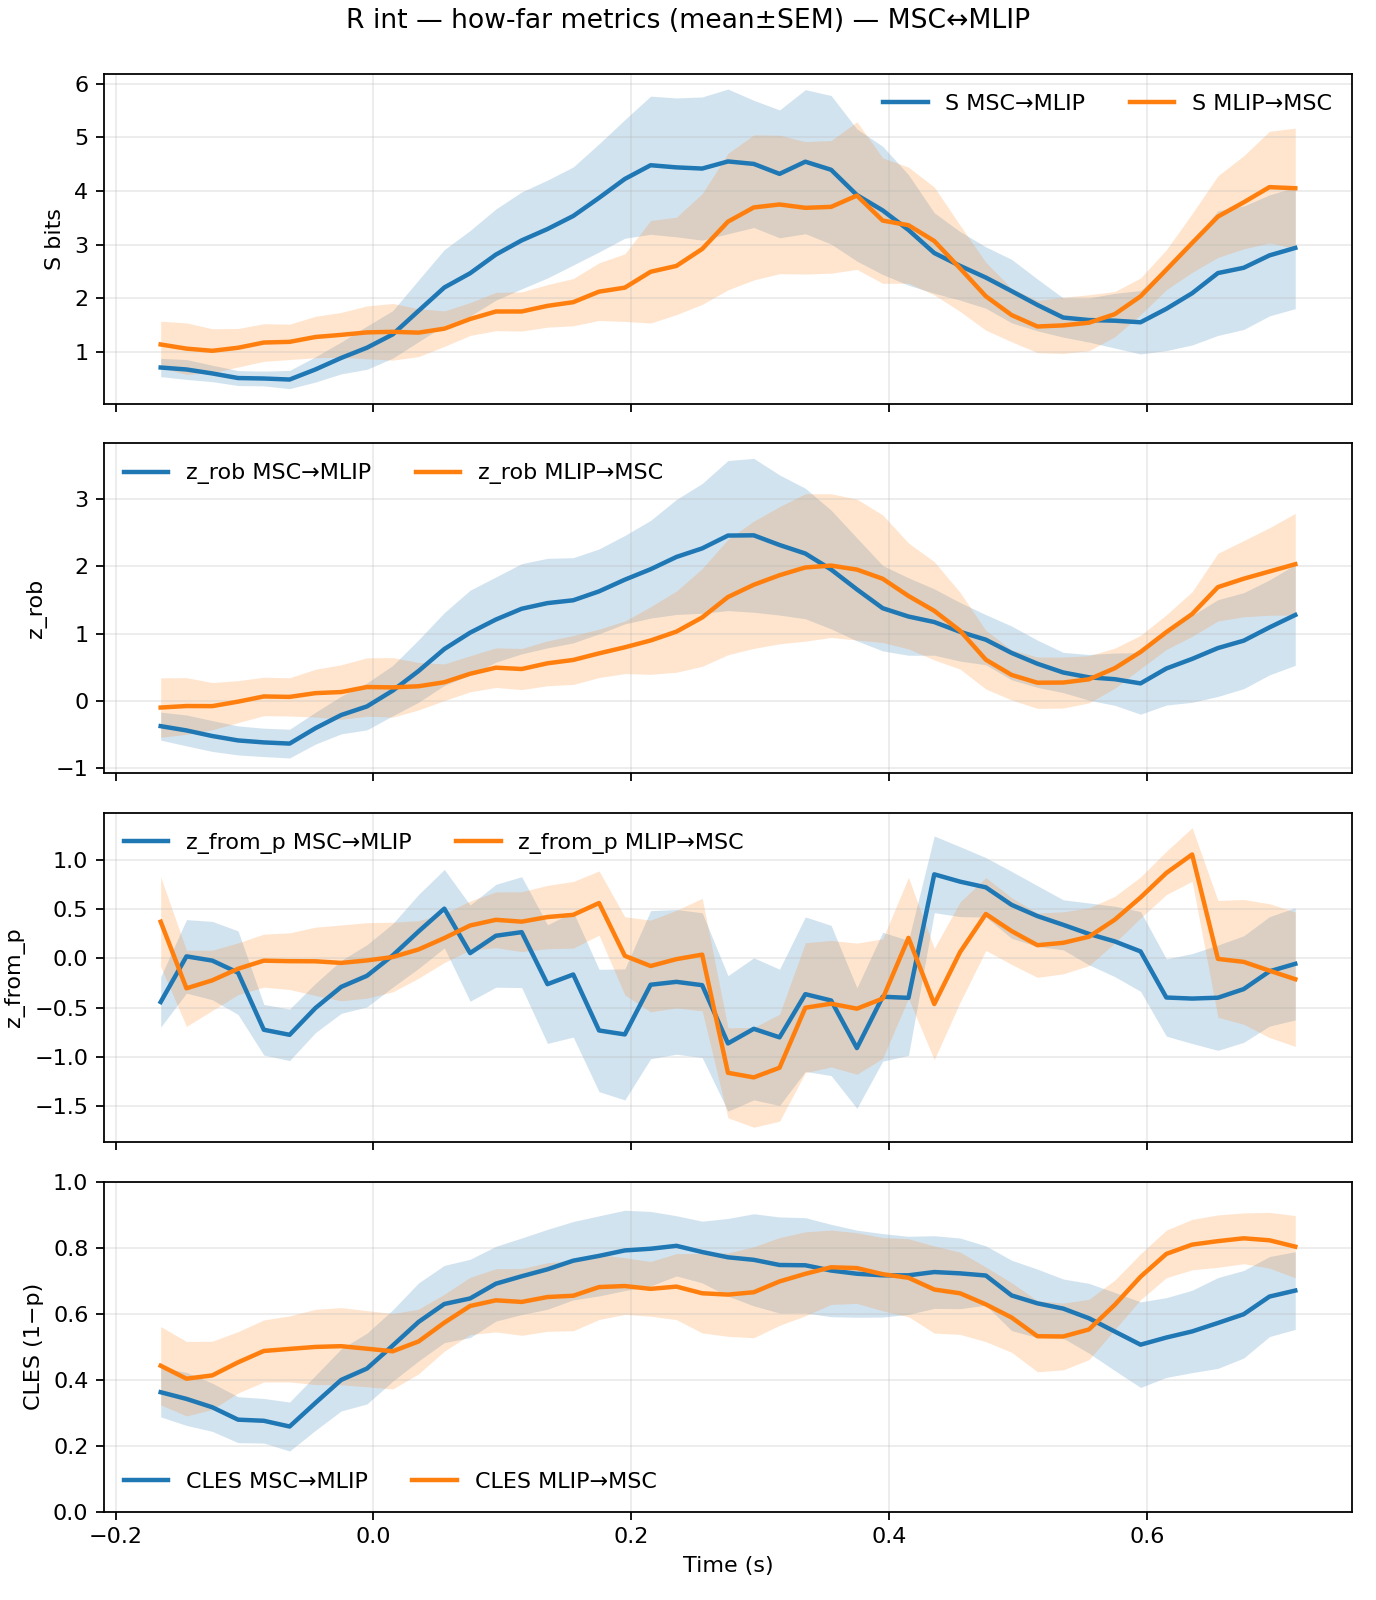 R int — how-far metrics (mean±SEM) — MSC↔MLIP
S MSC→MLIP S MLIP→MSC
6
5
4
3
2
1
S bits
z_rob MSC→MLIP z_rob MLIP→MSC
3
2
1
0
−1
z_rob
z_from_p MSC→MLIP z_from_p MLIP→MSC
1.0
0.5
0.0
−0.5
−1.0
−1.5
z_from_p
1.0
0.8
0.6
0.4
0.2
0.0
CLES (1−p)
CLES MSC→MLIP CLES MLIP→MSC
−0.2 0.0 0.2 0.4 0.6
Time (s)